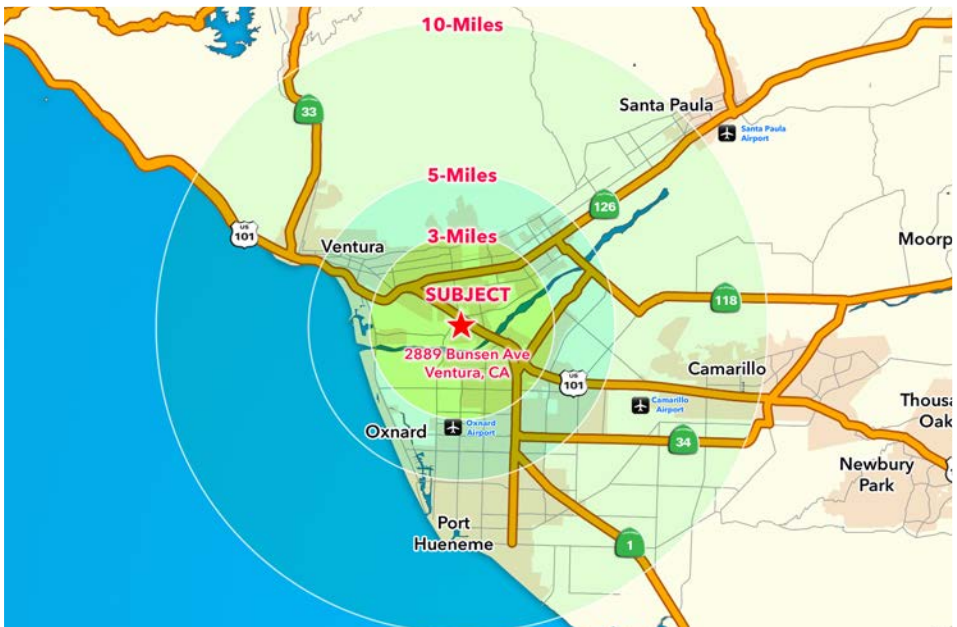 10-Miles
33
Santa Paula
Santa Paula
Airport
5-Miles
126
US
101
Ventura
3-Miles
Moorp
SUBJECT
118
2889 Bunsen Ave
Ventura, CA
US
101
Camarillo
Camarillo
Airport
Thousa
Oak
Oxnard
Oxnard
Airport
34
Newbury
Park
Port
Hueneme
1